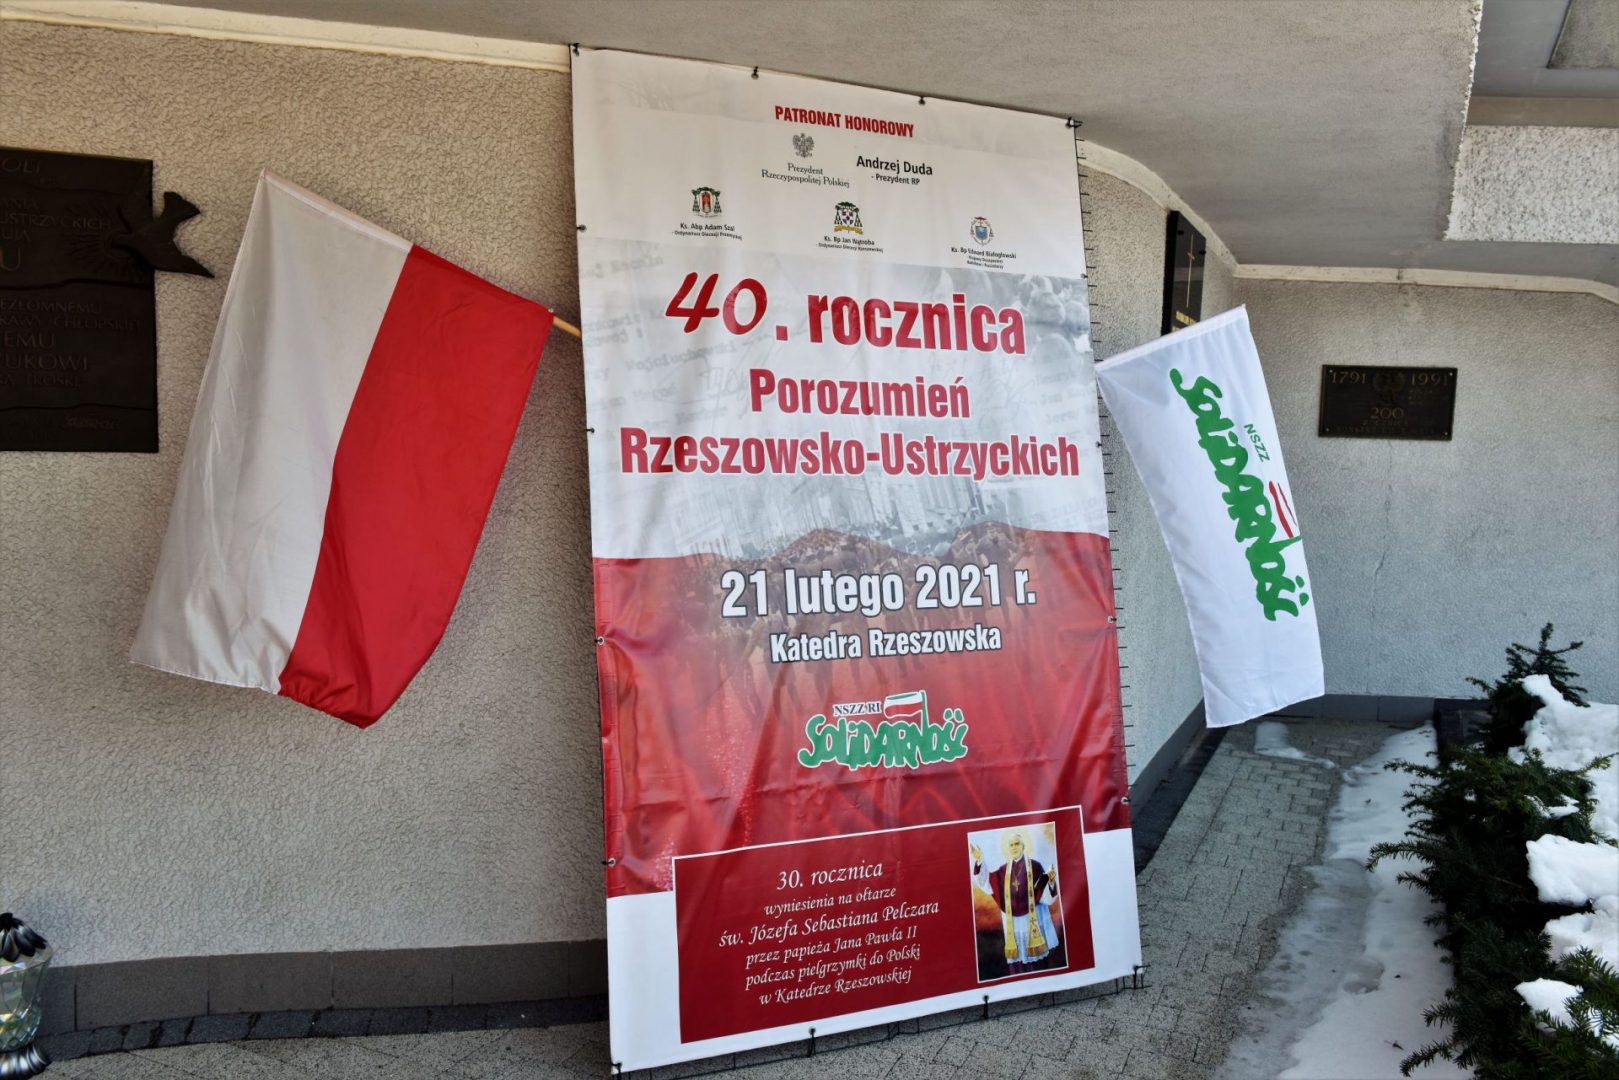 PATRONAT HONOROWY
Prezydent
Rzeczypospolitej Polskiej
Andrzej Duda
- Prezydent RP
Ks. Abp Adam Szal
Ks. Bp Jan Wątroba
Ks. Bp Edward Białogłowski
40. rocznica
Porozumień
Rzeszowsko-Ustrzyckich
21 lutego 2021 r.
Katedra Rzeszowska
NSZZ RI
SOLIDARNOŚĆ
30. rocznica
wyniesienia na ołtarze
św. Józefa Sebastiana Pelczara
przez papieża Jana Pawła II
podczas pielgrzymki do Polski
w Katedrze Rzeszowskiej
NSZZ
SOLIDARNOŚĆ
1791 1991
200
USTRZYCKICH